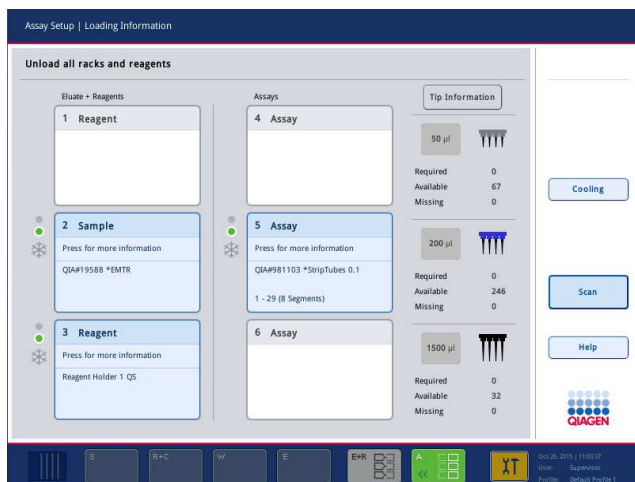 Assay Setup | Loading Information
Unload all racks and reagents
Eluate + Reagents
Assays
Tip Information
1 Reagent
4 Assay
50 µl
Required 0
Available 67
Missing 0
Cooling
2 Sample
Press for more information
QIA#19588 *EMTR
5 Assay
Press for more information
QIA#981103 *StripTubes 0.1
1 - 29 (8 Segments)
200 µl
Required 0
Available 246
Missing 0
Scan
3 Reagent
Press for more information
Reagent Holder 1 QS
6 Assay
1500 µl
Required 0
Available 32
Missing 0
Help
QIAGEN
S
R+C
W
E
E+R
A
Oct 26, 2015 | 11:03:37
User: Supervisor
Profile: Default Profile 1